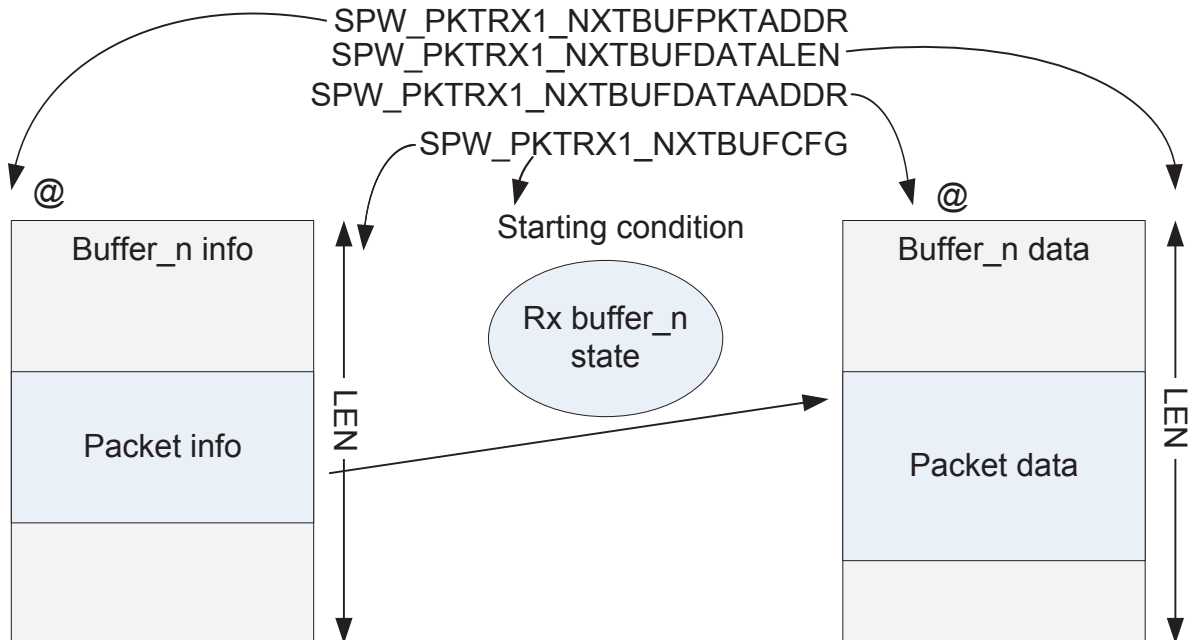 SPW_PKTRX1_NXTBUFPKTADDR
SPW_PKTRX1_NXTBUFDATALEN
SPW_PKTRX1_NXTBUFDATAADDR
SPW_PKTRX1_NXTBUFCFG
@
@
Starting condition
Buffer_n info
Buffer_n data
Rx buffer_n
state
LEN
LEN
Packet info
Packet data